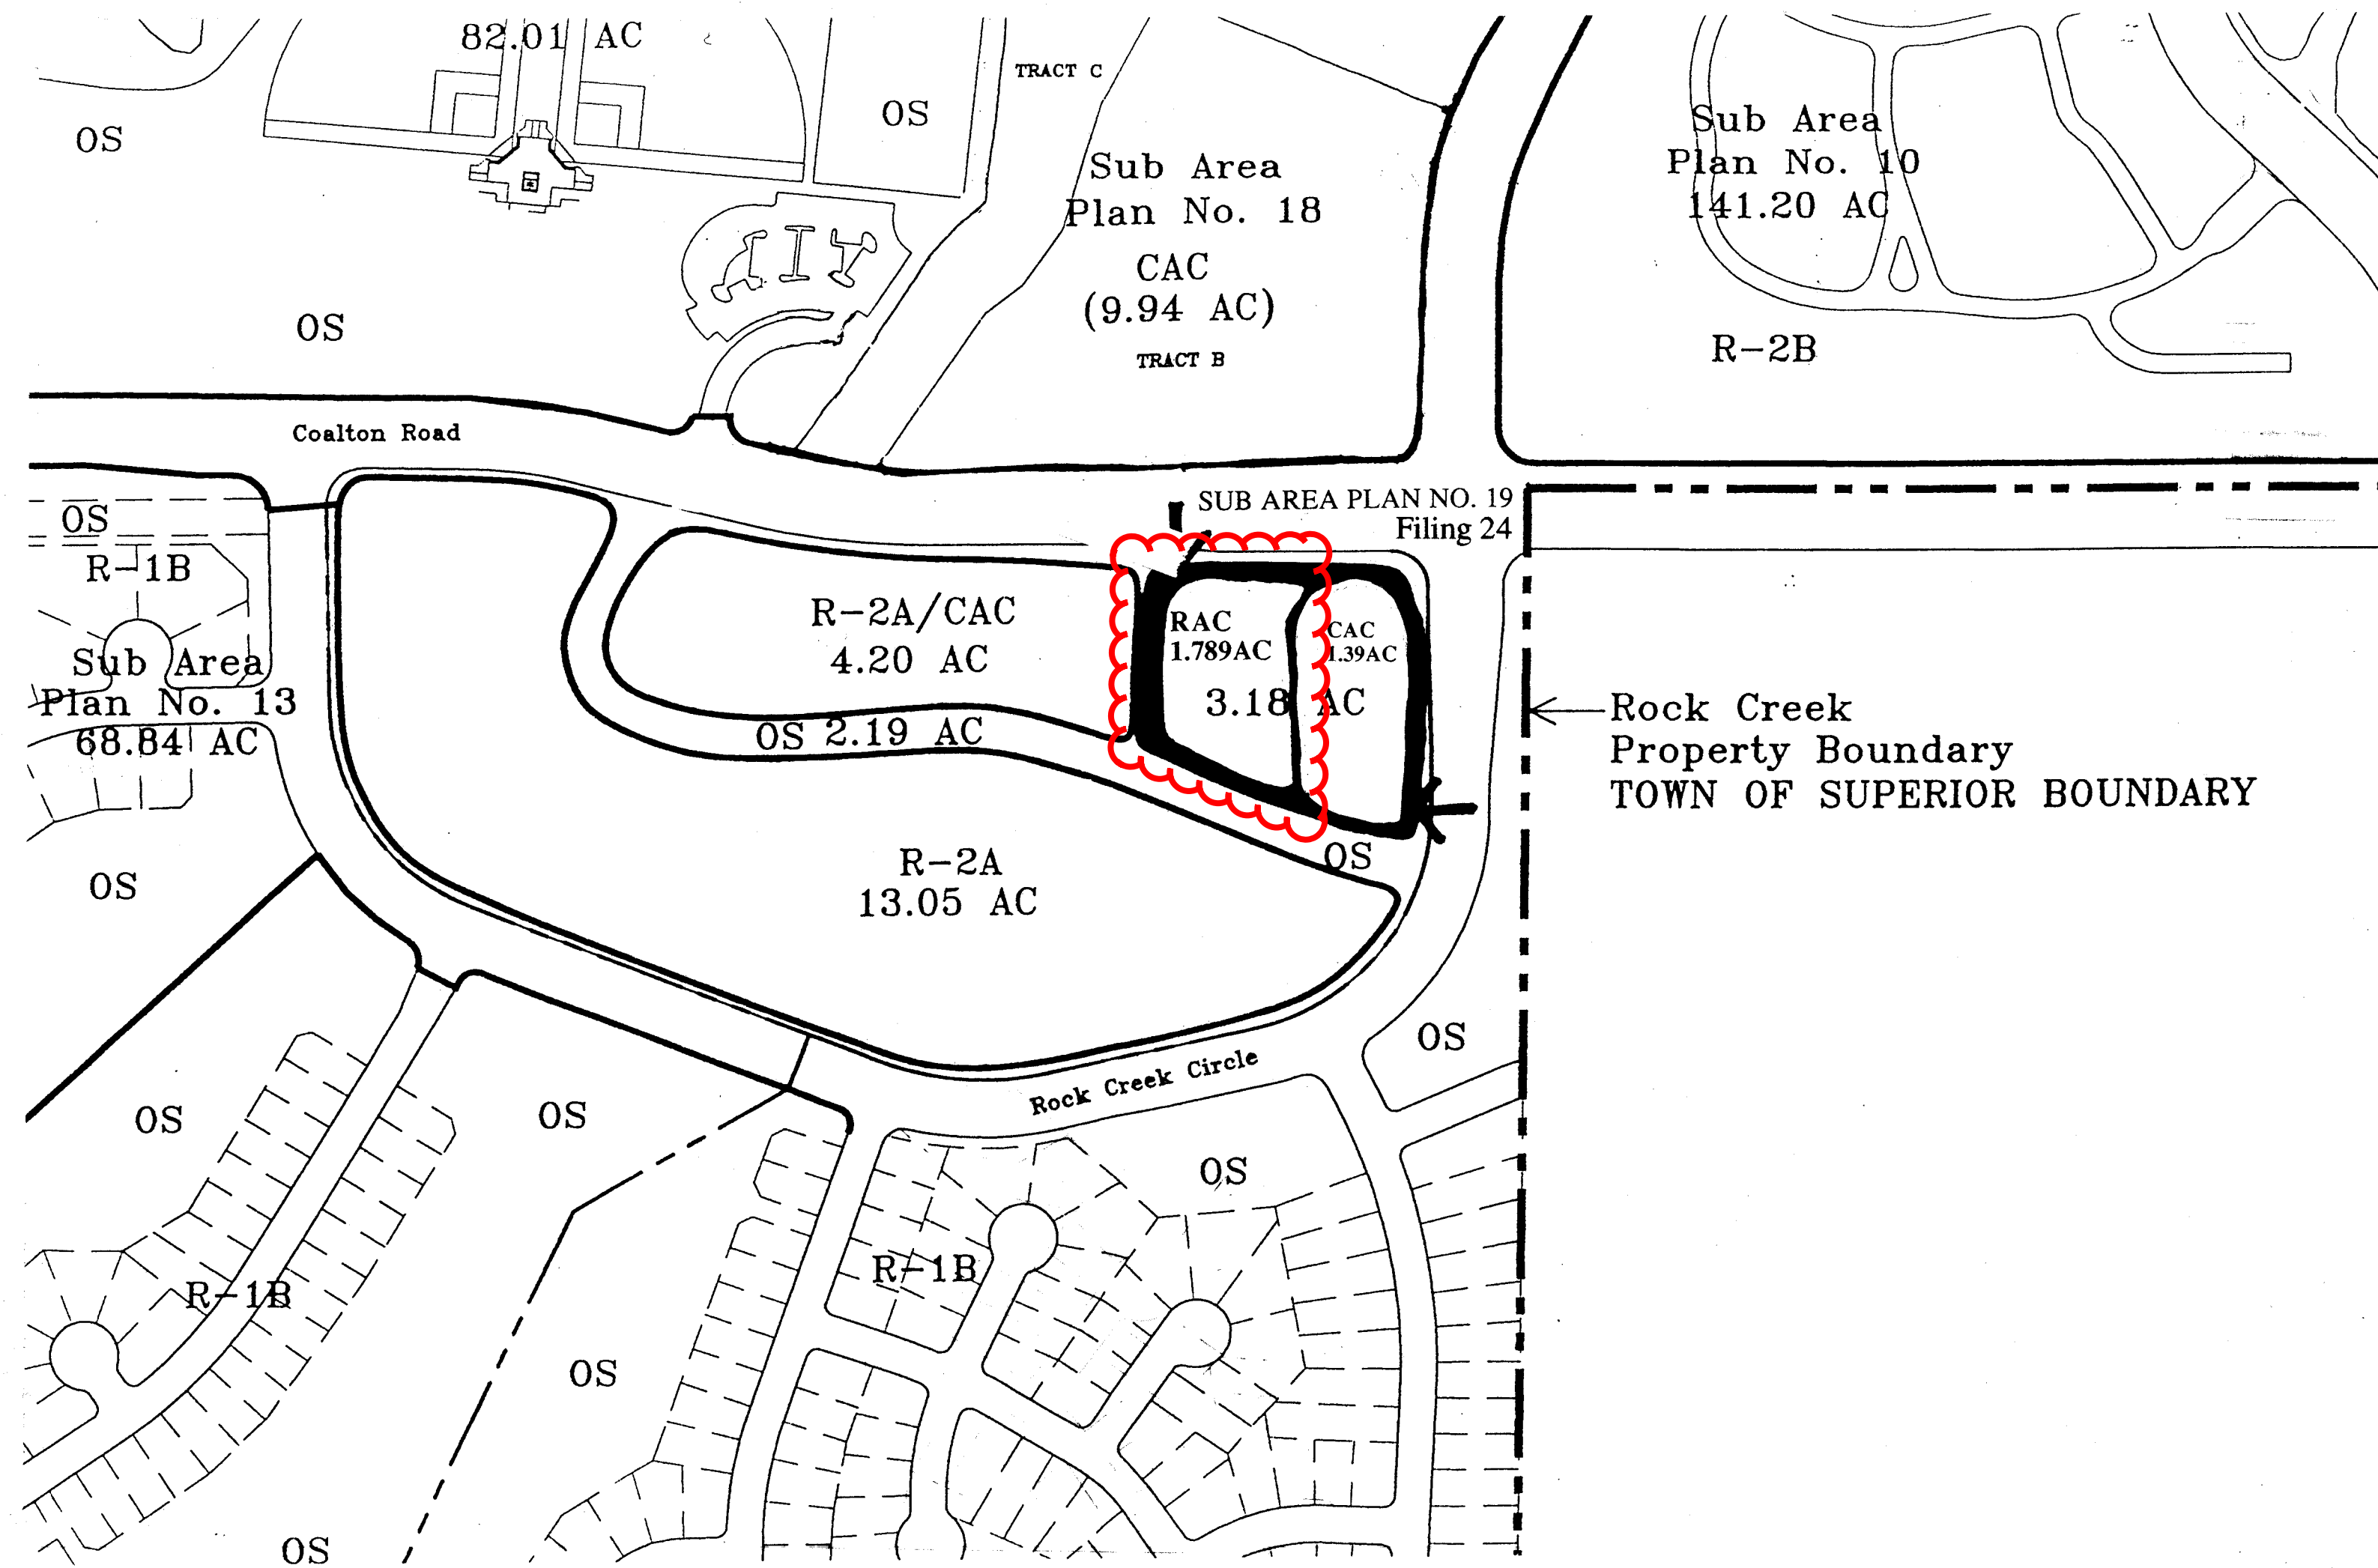 82.01 AC
TRACT C
OS
OS
Sub Area
Plan No. 18
CAC
(9.94 AC)
TRACT B
Sub Area
Plan No. 10
141.20 AC
R-2B
OS
Coalton Road
SUB AREA PLAN NO. 19
Filing 24
OS
R-1B
Sub Area
Plan No. 13
68.84 AC
R-2A/CAC
4.20 AC
RAC
1.789AC
CAC
1.39AC
3.18 AC
OS 2.19 AC
Rock Creek
Property Boundary
TOWN OF SUPERIOR BOUNDARY
OS
R-2A
13.05 AC
OS
OS
Rock Creek Circle
OS
OS
OS
R-1B
R-1B
OS
OS